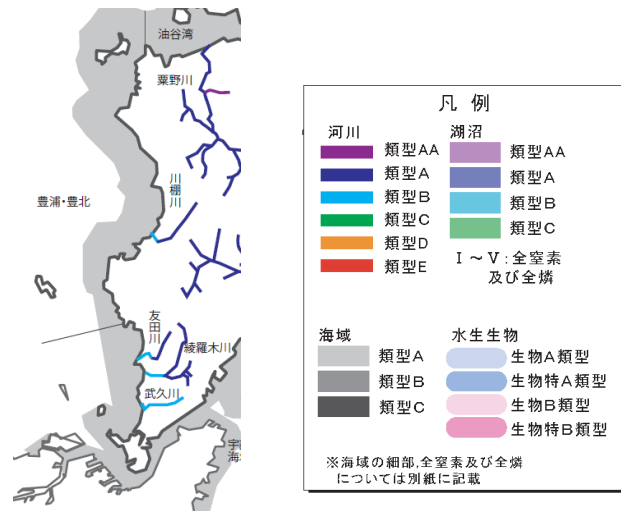 油谷湾
粟野川
川棚川
豊浦・豊北
友田川
綾羅木川
武久川
凡例
河川
類型AA
類型A
類型B
類型C
類型D
類型E
湖沼
類型AA
類型A
類型B
類型C
Ⅰ～Ⅴ:全窒素
及び全燐
海域
類型A
類型B
類型C
水生生物
生物A類型
生物特A類型
生物B類型
生物特B類型
※海域の細部,全窒素及び全燐
については別紙に記載